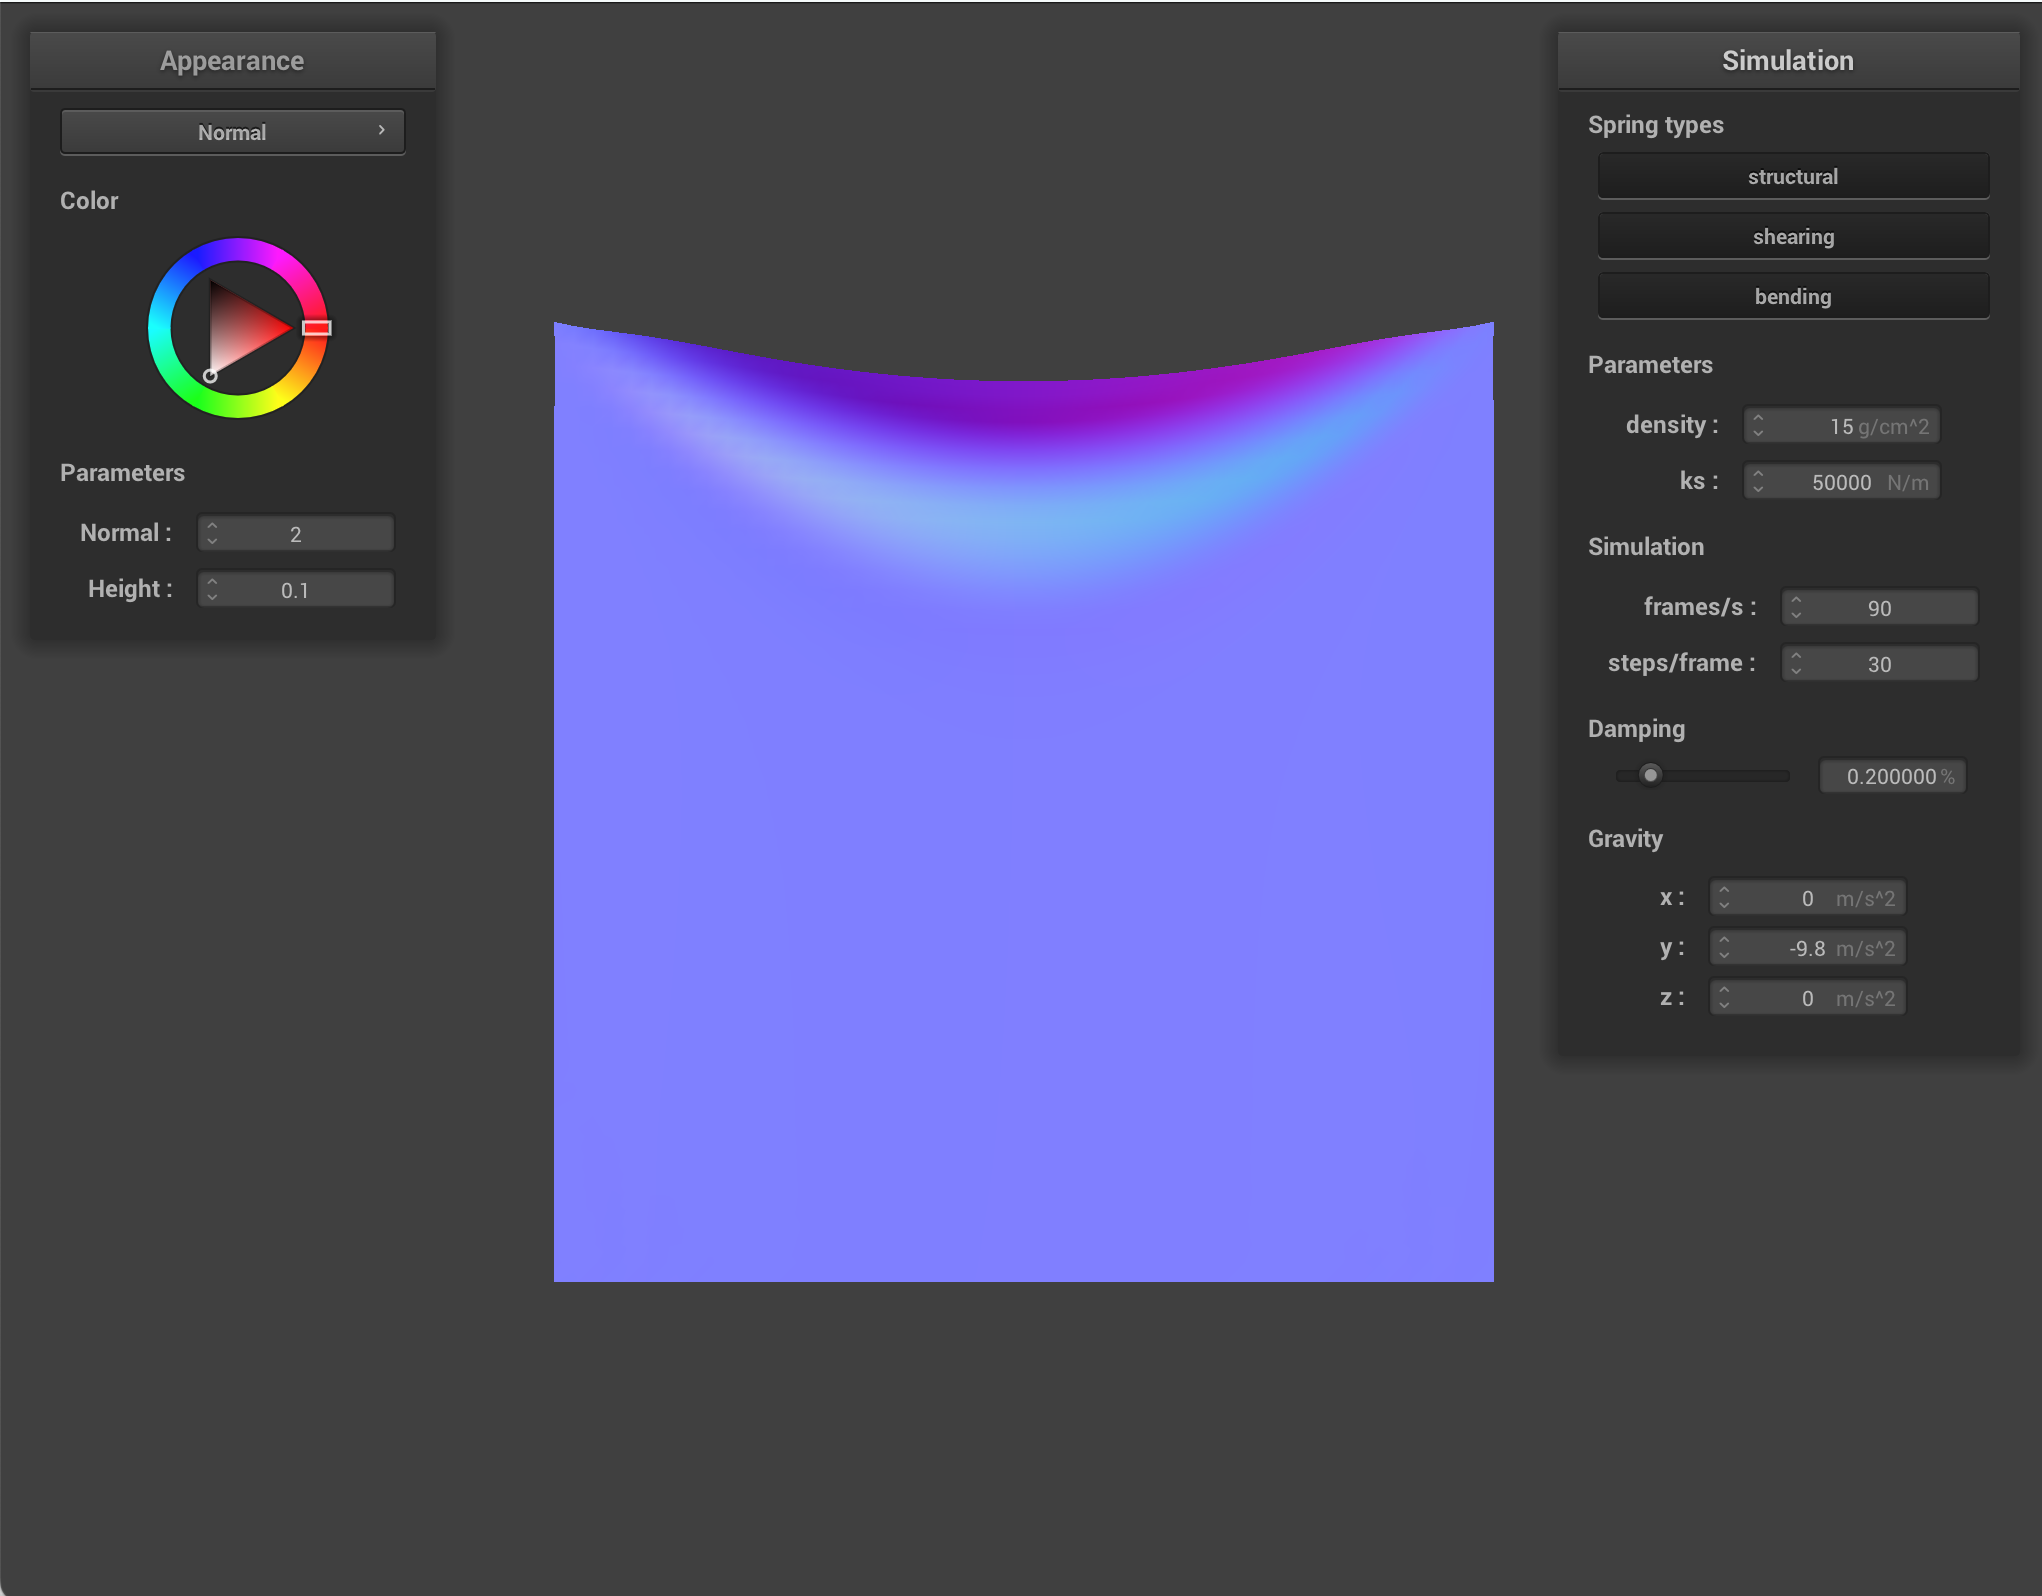 Appearance
Normal
Color
Parameters
Normal : 2
Height : 0.1
Simulation
Spring types
structural
shearing
bending
Parameters
density : 15 g/cm^2
ks : 50000 N/m
Simulation
frames/s : 90
steps/frame : 30
Damping
0.200000 %
Gravity
x : 0 m/s^2
y : -9.8 m/s^2
z : 0 m/s^2